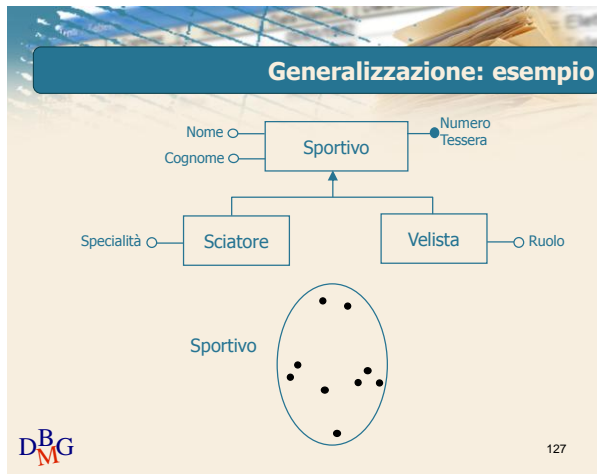 Generalizzazione: esempio
Nome
Numero
Tessera
Cognome
Sportivo
Specialità
Sciatore
Velista
Ruolo
Sportivo
DBMG
127